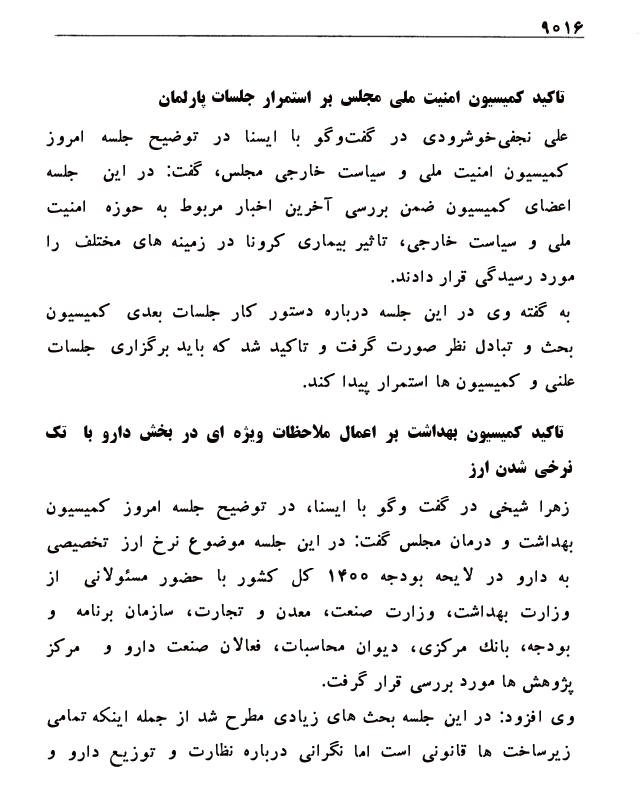 ۹۰۱۶
تاکید کمیسیون امنیت ملی مجلس بر استمرار جلسات پارلمان
علی نجفی‌خوشرودی در گفت‌وگو با ایسنا در توضیح جلسه امروز
کمیسیون امنیت ملی و سیاست خارجی مجلس، گفت: در این جلسه
اعضای کمیسیون ضمن بررسی آخرین اخبار مربوط به حوزه امنیت
ملی و سیاست خارجی، تاثیر بیماری کرونا در زمینه های مختلف را
مورد رسیدگی قرار دادند.
به گفته وی در این جلسه درباره دستور کار جلسات بعدی کمیسیون
بحث و تبادل نظر صورت گرفت و تاکید شد که باید برگزاری جلسات
علنی و کمیسیون ها استمرار پیدا کند.
تاکید کمیسیون بهداشت بر اعمال ملاحظات ویژه ای در بخش دارو با تک
نرخی شدن ارز
زهرا شیخی در گفت وگو با ایسنا، در توضیح جلسه امروز کمیسیون
بهداشت و درمان مجلس گفت: در این جلسه موضوع نرخ ارز تخصیصی
به دارو در لایحه بودجه ۱۴۰۰ کل کشور با حضور مسئولانی از
وزارت بهداشت، وزارت صنعت، معدن و تجارت، سازمان برنامه و
بودجه، بانك مرکزی، دیوان محاسبات، فعالان صنعت دارو و مرکز
پژوهش ها مورد بررسی قرار گرفت.
وی افزود: در این جلسه بحث های زیادی مطرح شد از جمله اینکه تمامی
زیرساخت ها قانونی است اما نگرانی درباره نظارت و توزیع دارو و